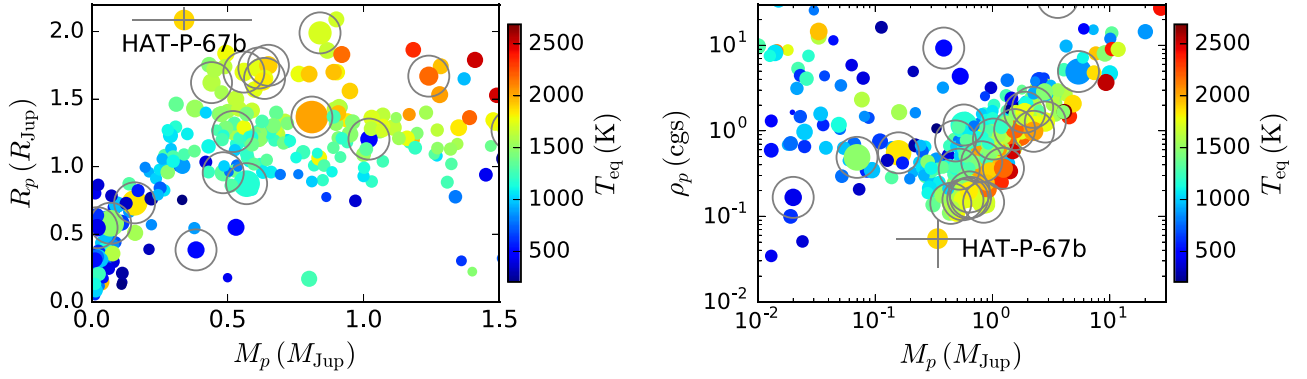 2.0
1.5
1.0
0.5
0.0
R_p (R_Jup)
HAT-P-67b
0.0 0.5 1.0 1.5
M_p (M_Jup)
2500
2000
1500
1000
500
T_eq (K)
10^1
10^0
10^-1
10^-2
ρ_p (cgs)
HAT-P-67b
10^-2 10^-1 10^0 10^1
M_p (M_Jup)
2500
2000
1500
1000
500
T_eq (K)